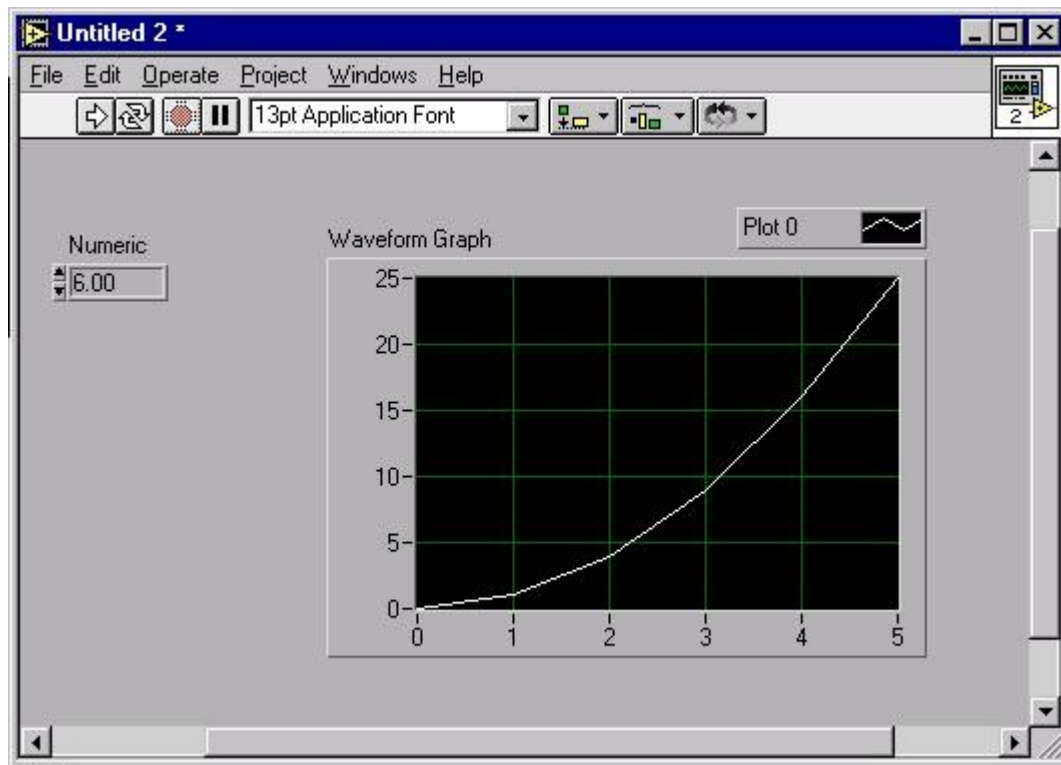 Untitled 2 *
File Edit Operate Project Windows Help
13pt Application Font
2
Numeric
6.00
Waveform Graph
Plot 0
25
20
15
10
5
0
0 1 2 3 4 5